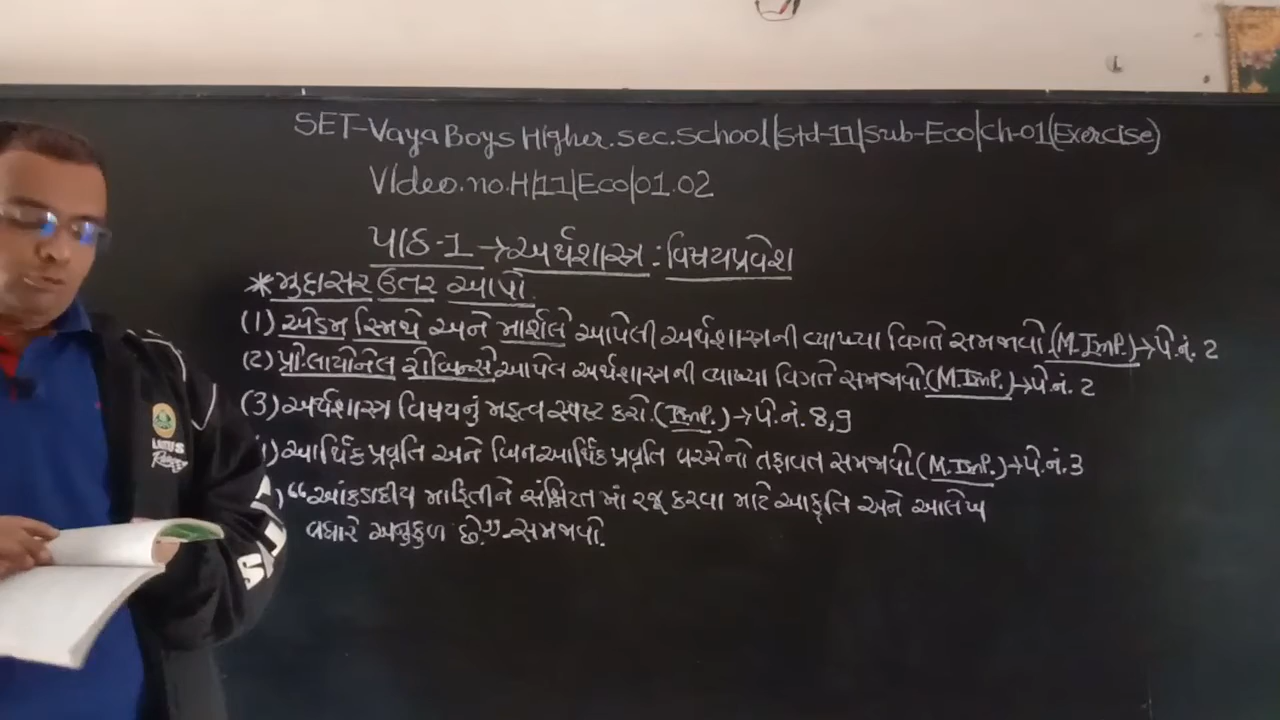 SET-Vaya Boys Higher.sec.school|std-11|sub-Eco|ch-01(Exercise)
Video.no.H|11|Eco|01.02
પાઠ-1 → અર્થશાસ્ત્ર : વિષયપ્રવેશ
*મુદ્દાસર ઉતર આપો.
(1) એડમ સ્મિથે અને માર્શલે આપેલી અર્થશાસ્ત્રની વ્યાખ્યા વિગતે સમજાવો.(M.Imp.)→પે.નં. 2
(2) પ્રો.લાયોનેલ રોબિન્સે આપેલ અર્થશાસ્ત્રની વ્યાખ્યા વિગતે સમજાવો.(M.Imp.)→પે.નં. 2
(3) અર્થશાસ્ત્ર વિષયનું મહત્વ સ્પષ્ટ કરો.(Imp.)→પે.નં. 8,9
) આર્થિક પ્રવૃતિ અને બિનઆર્થિક પ્રવૃતિ વચ્ચેનો તફાવત સમજાવો(M.Imp.)→પે.નં.3
) “આંકડાકીય માહિતીને સંક્ષિપ્ત માં રજૂ કરવા માટે આકૃતિ અને આલેખ
વધારે અનુકુળ છે.”-સમજાવો.
LOTUS
Racing